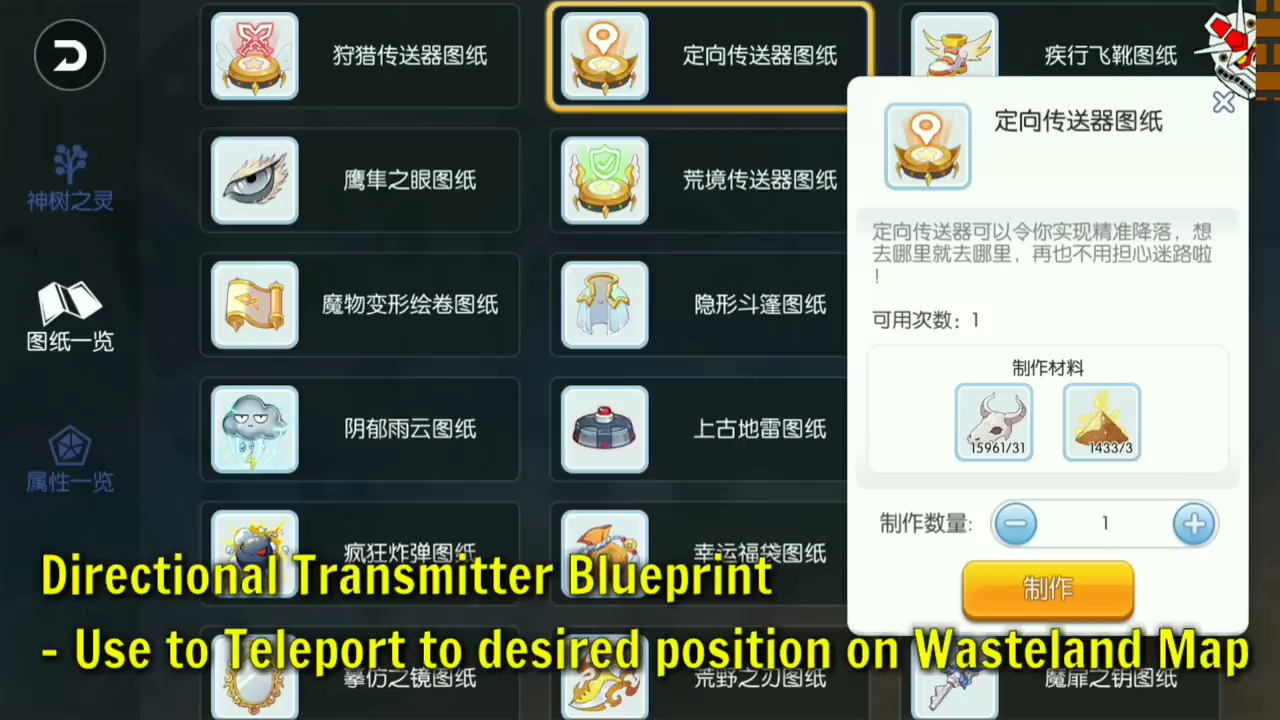 狩猎传送器图纸
定向传送器图纸
疾行飞靴图纸
定向传送器图纸
神树之灵
鹰隼之眼图纸
荒境传送器图纸
定向传送器可以令你实现精准降落，想
去哪里就去哪里，再也不用担心迷路啦
！
图纸一览
魔物变形绘卷图纸
隐形斗篷图纸
可用次数：1
制作材料
15961/31
1433/3
属性一览
阴郁雨云图纸
上古地雷图纸
制作数量:
1
疯狂炸弹图纸
幸运福袋图纸
制作
Directional Transmitter Blueprint
- Use to Teleport to desired position on Wasteland Map
摹仿之镜图纸
荒野之刃图纸
魔扉之钥图纸